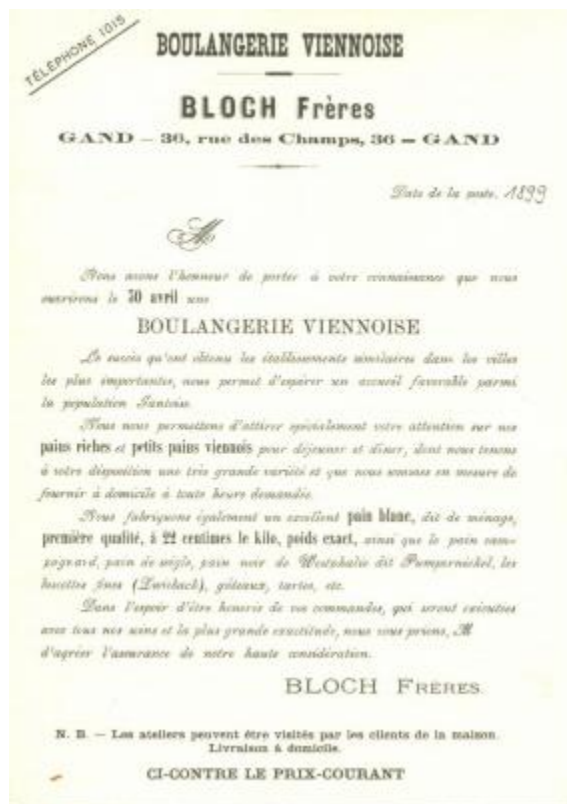 TÉLÉPHONE 1015
BOULANGERIE VIENNOISE
BLOCH Frères
GAND — 36, rue des Champs, 36 — GAND
Date de la poste. 1899
M
Nous avons l'honneur de porter à votre connaissance que nous
ouvrirons le 30 avril une
BOULANGERIE VIENNOISE
Le succès qu'ont obtenu les établissements similaires dans les villes
les plus importantes, nous permet d'espérer un accueil favorable parmi
la population Gantoise.
Nous nous permettons d'attirer spécialement votre attention sur nos
pains riches et petits pains viennois pour déjeuner et dîner, dont nous tenons
à votre disposition une très grande variété et que nous sommes en mesure de
fournir à domicile à toute heure demandée.
Nous fabriquons également un excellent pain blanc, dit de ménage,
première qualité, à 22 centimes le kilo, poids exact, ainsi que le pain cam-
pagnard, pain de seigle, pain noir de Westphalie dit Pumpernickel, les
biscottes fines (Zwieback), gâteaux, tartes, etc.
Dans l'espoir d'être honorés de vos commandes, qui seront exécutées
avec tous nos soins et la plus grande exactitude, nous vous prions, M
d'agréer l'assurance de notre haute considération.
BLOCH FRÈRES.
N. B. — Les ateliers peuvent être visités par les clients de la maison.
Livraison à domicile.
CI-CONTRE LE PRIX-COURANT